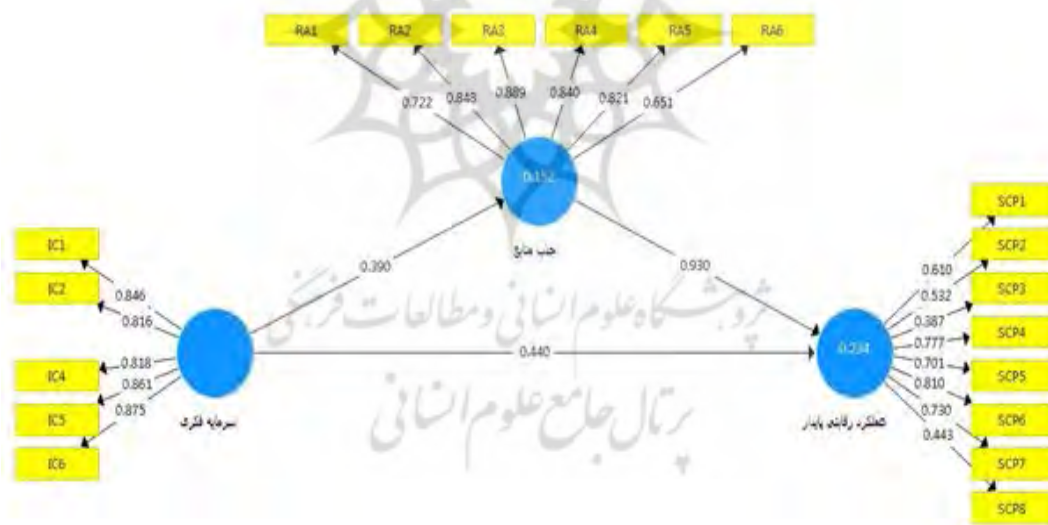 RA1 RA2 RA3 RA4 RA5 RA6
0.722 0.848 0.889 0.840 0.821 0.651
0.152
جذب منابع
0.390
0.930
IC1
IC2
IC4
IC5
IC6
0.846
0.816
0.818
0.861
0.875
سرمایه فکری
0.440
0.234
عملکرد رقابتی پایدار
SCP1
SCP2
SCP3
SCP4
SCP5
SCP6
SCP7
SCP8
0.610
0.532
0.387
0.777
0.701
0.810
0.730
0.443
پژوهشگاه علوم انسانی و مطالعات فرهنگی
پرتال جامع علوم انسانی